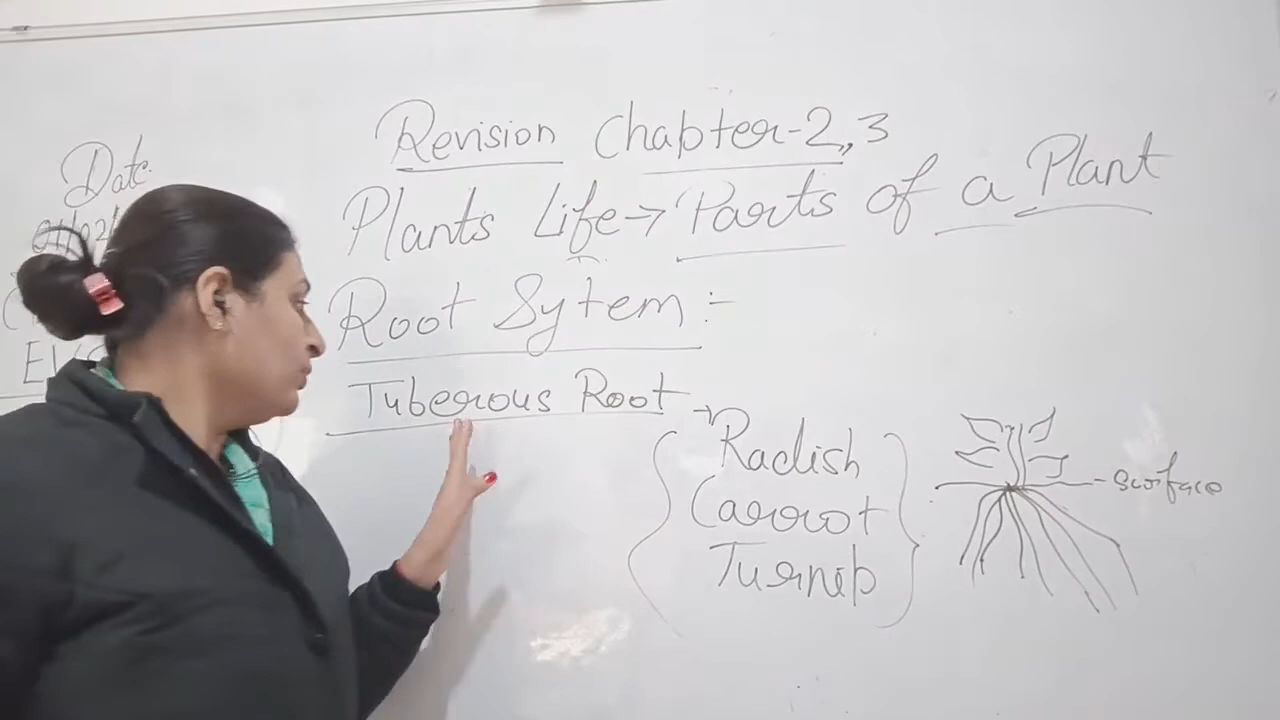 Date:
Revision Chapter-2,,3
Plants Life→Parts of a Plant
Root Sytem :-
Tuberous Root →
Radish
Carrot
Turnip
- surface